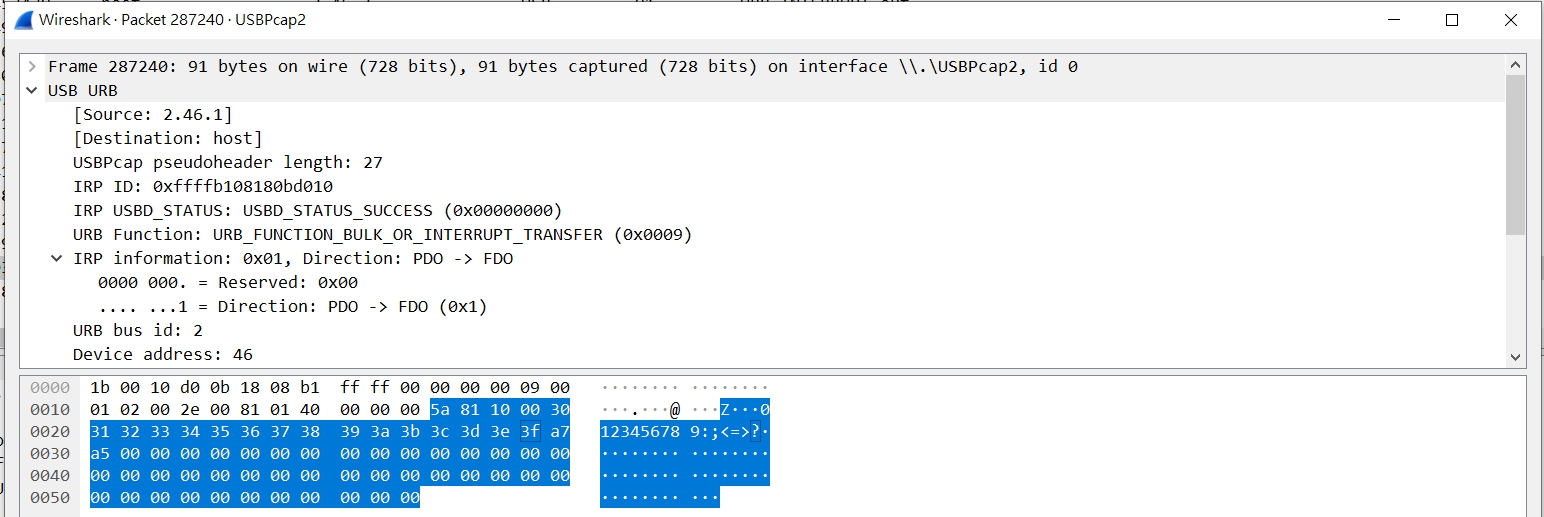 Wireshark · Packet 287240 · USBPcap2
Frame 287240: 91 bytes on wire (728 bits), 91 bytes captured (728 bits) on interface \\.\USBPcap2, id 0
USB URB
[Source: 2.46.1]
[Destination: host]
USBPcap pseudoheader length: 27
IRP ID: 0xffffb108180bd010
IRP USBD_STATUS: USBD_STATUS_SUCCESS (0x00000000)
URB Function: URB_FUNCTION_BULK_OR_INTERRUPT_TRANSFER (0x0009)
IRP information: 0x01, Direction: PDO -> FDO
0000 000. = Reserved: 0x00
.... ...1 = Direction: PDO -> FDO (0x1)
URB bus id: 2
Device address: 46
0000 1b 00 10 d0 0b 18 08 b1 ff ff 00 00 00 00 09 00 ········ ········
0010 01 02 00 2e 00 81 01 40 00 00 00 5a 81 10 00 30 ···.···@ ···Z···0
0020 31 32 33 34 35 36 37 38 39 3a 3b 3c 3d 3e 3f a7 12345678 9:;<=>?·
0030 a5 00 00 00 00 00 00 00 00 00 00 00 00 00 00 00 ········ ········
0040 00 00 00 00 00 00 00 00 00 00 00 00 00 00 00 00 ········ ········
0050 00 00 00 00 00 00 00 00 00 00 00 ········ ···